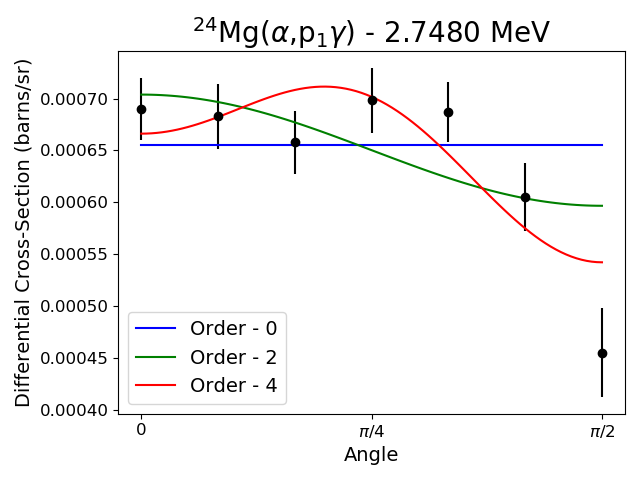 ²⁴Mg(α,p₁γ) - 2.7480 MeV
Differential Cross-Section (barns/sr)
0.00070
0.00065
0.00060
0.00055
0.00050
0.00045
0.00040
Order - 0
Order - 2
Order - 4
0 π/4 π/2
Angle